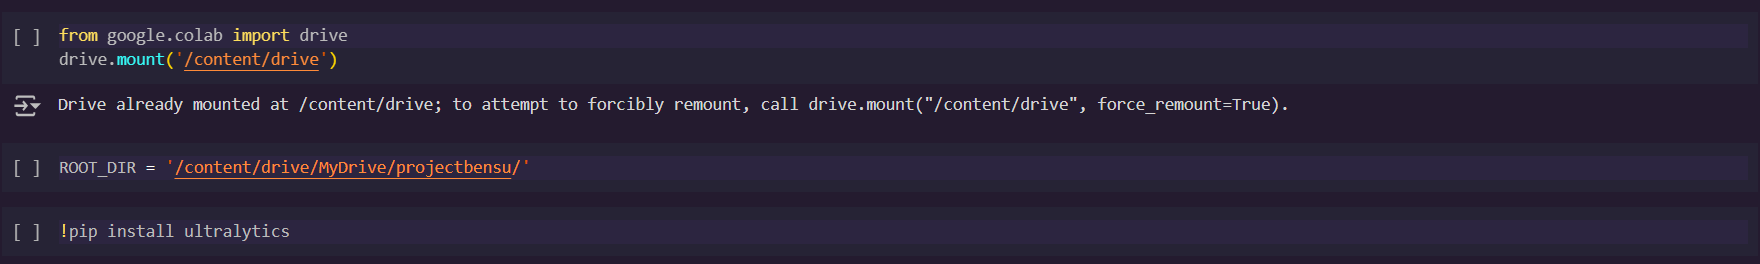 [ ] from google.colab import drive
drive.mount('/content/drive')
Drive already mounted at /content/drive; to attempt to forcibly remount, call drive.mount("/content/drive", force_remount=True).
[ ] ROOT_DIR = '/content/drive/MyDrive/projectbensu/'
[ ] !pip install ultralytics